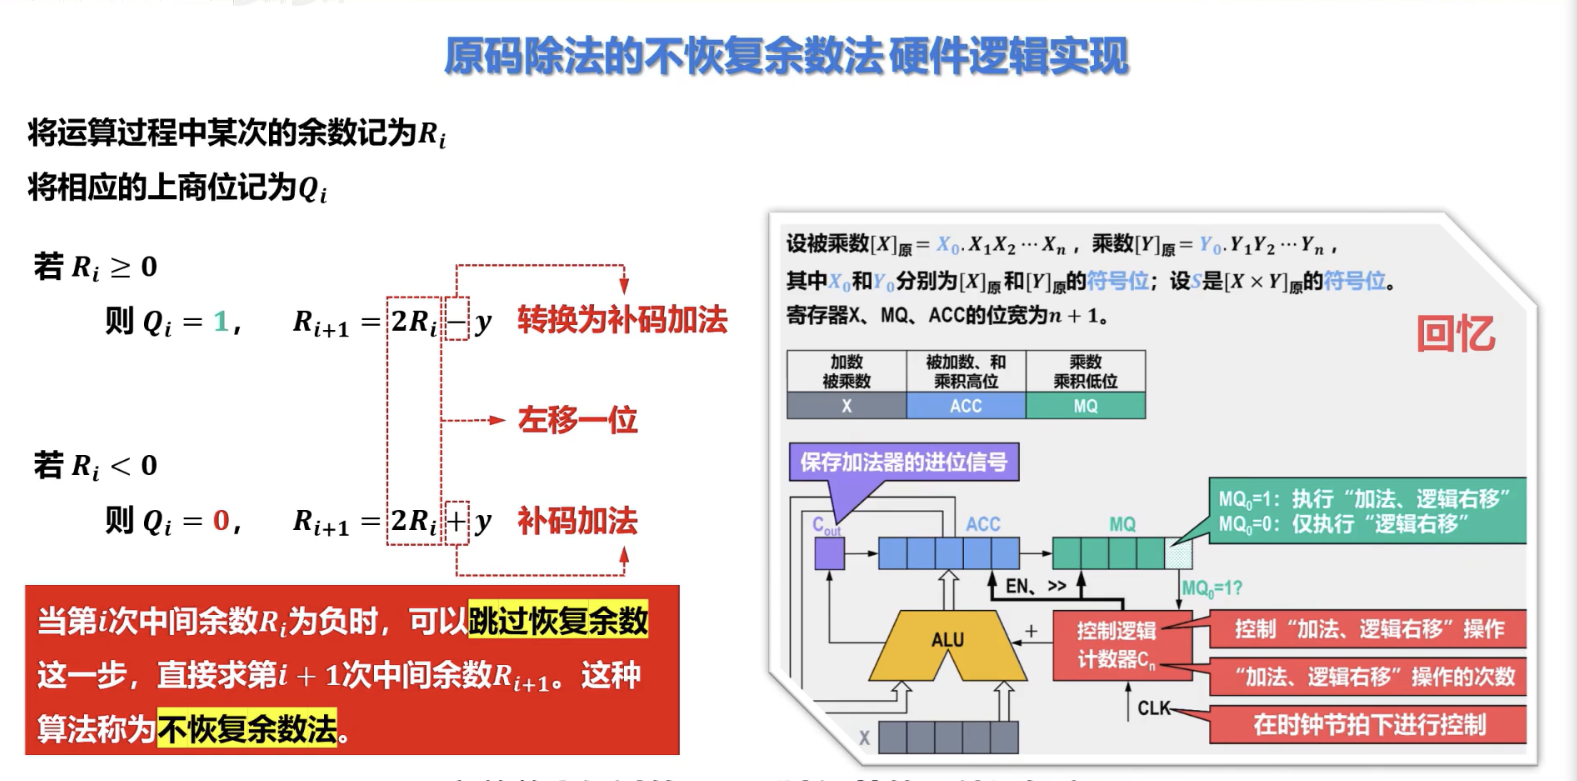 原码除法的不恢复余数法 硬件逻辑实现
将运算过程中某次的余数记为Rᵢ
将相应的上商位记为Qᵢ
若 Rᵢ ≥ 0
则 Qᵢ = 1， Rᵢ₊₁ = 2Rᵢ − y 转换为补码加法
左移一位
若 Rᵢ < 0
则 Qᵢ = 0， Rᵢ₊₁ = 2Rᵢ + y 补码加法
当第i次中间余数Rᵢ为负时，可以跳过恢复余数
这一步，直接求第i + 1次中间余数Rᵢ₊₁。这种
算法称为不恢复余数法。
设被乘数[X]原 = X₀. X₁X₂ ⋯ Xₙ ，乘数[Y]原 = Y₀. Y₁Y₂ ⋯ Yₙ ，
其中X₀和Y₀分别为[X]原和[Y]原的符号位；设S是[X × Y]原的符号位。
寄存器X、MQ、ACC的位宽为n + 1。
回忆
加数 被加数、和 乘数
被乘数 乘积高位 乘积低位
X ACC MQ
保存加法器的进位信号
MQ₀=1：执行“加法、逻辑右移”
MQ₀=0：仅执行“逻辑右移”
Cout ACC MQ
EN、>>
MQ₀=1?
ALU
+
控制逻辑
计数器Cₙ
控制“加法、逻辑右移”操作
“加法、逻辑右移”操作的次数
CLK
在时钟节拍下进行控制
X